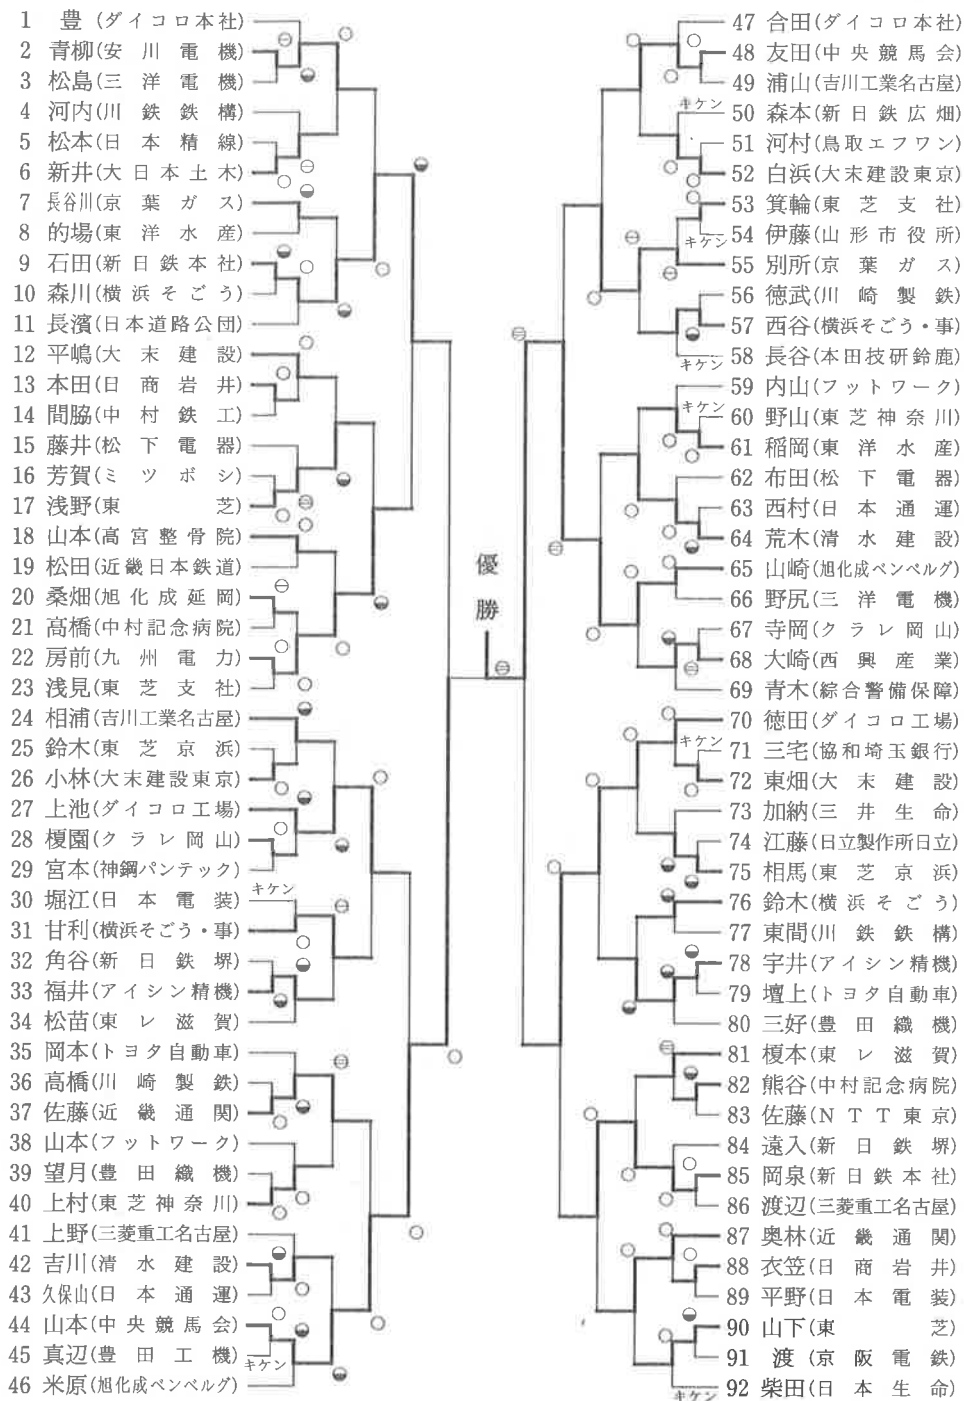 1 豊 (ダイコロ本社)
2 青柳(安川電機)
3 松島(三洋電機)
4 河内(川鉄鉄構)
5 松本(日本精線)
6 新井(大日本土木)
7 長谷川(京葉ガス)
8 的場(東洋水産)
9 石田(新日鉄本社)
10 森川(横浜そごう)
11 長濱(日本道路公団)
12 平嶋(大末建設)
13 本田(日商岩井)
14 間脇(中村鉄工)
15 藤井(松下電器)
16 芳賀(ミツボシ)
17 浅野(東芝)
18 山本(高宮整骨院)
19 松田(近畿日本鉄道)
20 桑畑(旭化成延岡)
21 高橋(中村記念病院)
22 房前(九州電力)
23 浅見(東芝支社)
24 相浦(吉川工業名古屋)
25 鈴木(東芝京浜)
26 小林(大末建設東京)
27 上池(ダイコロ工場)
28 榎園(クラレ岡山)
29 宮本(神鋼パンテック)
キケン
30 堀江(日本電装)
31 甘利(横浜そごう・事)
32 角谷(新日鉄堺)
33 福井(アイシン精機)
34 松苗(東レ滋賀)
35 岡本(トヨタ自動車)
36 高橋(川崎製鉄)
37 佐藤(近畿通関)
38 山本(フットワーク)
39 望月(豊田織機)
40 上村(東芝神奈川)
41 上野(三菱重工名古屋)
42 吉川(清水建設)
43 久保山(日本通運)
44 山本(中央競馬会)
45 真辺(豊田工機)
キケン
46 米原(旭化成ペンベルグ)
優勝
47 合田(ダイコロ本社)
48 友田(中央競馬会)
49 浦山(吉川工業名古屋)
キケン
50 森本(新日鉄広畑)
51 河村(鳥取エフワン)
52 白浜(大末建設東京)
53 箕輪(東芝支社)
キケン
54 伊藤(山形市役所)
55 別所(京葉ガス)
56 徳武(川崎製鉄)
57 西谷(横浜そごう・事)
キケン
58 長谷(本田技研鈴鹿)
59 内山(フットワーク)
キケン
60 野山(東芝神奈川)
61 稲岡(東洋水産)
62 布田(松下電器)
63 西村(日本通運)
64 荒木(清水建設)
65 山崎(旭化成ペンベルグ)
66 野尻(三洋電機)
67 寺岡(クラレ岡山)
68 大崎(西興産業)
69 青木(綜合警備保障)
70 徳田(ダイコロ工場)
キケン
71 三宅(協和埼玉銀行)
72 東畑(大末建設)
73 加納(三井生命)
74 江藤(日立製作所日立)
75 相馬(東芝京浜)
76 鈴木(横浜そごう)
77 東間(川鉄鉄構)
78 宇井(アイシン精機)
79 壇上(トヨタ自動車)
80 三好(豊田織機)
81 榎本(東レ滋賀)
82 熊谷(中村記念病院)
83 佐藤(NTT東京)
84 遠入(新日鉄堺)
85 岡泉(新日鉄本社)
86 渡辺(三菱重工名古屋)
87 奥林(近畿通関)
88 衣笠(日商岩井)
89 平野(日本電装)
90 山下(東芝)
91 渡 (京阪電鉄)
キケン
92 柴田(日本生命)